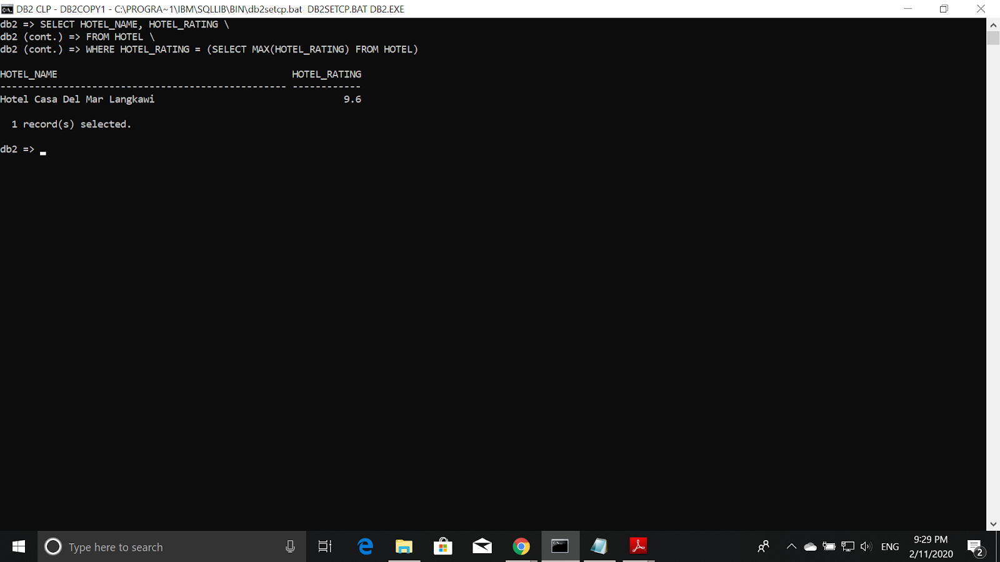 DB2 CLP - DB2COPY1 - C:\PROGRA~1\IBM\SQLLIB\BIN\db2setcp.bat  DB2SETCP.BAT DB2.EXE
db2 => SELECT HOTEL_NAME, HOTEL_RATING \
db2 (cont.) => FROM HOTEL \
db2 (cont.) => WHERE HOTEL_RATING = (SELECT MAX(HOTEL_RATING) FROM HOTEL)
HOTEL_NAME                                         HOTEL_RATING
-------------------------------------------------- ------------
Hotel Casa Del Mar Langkawi                                 9.6
  1 record(s) selected.
db2 =>
Type here to search
ENG
9:29 PM
2/11/2020
2